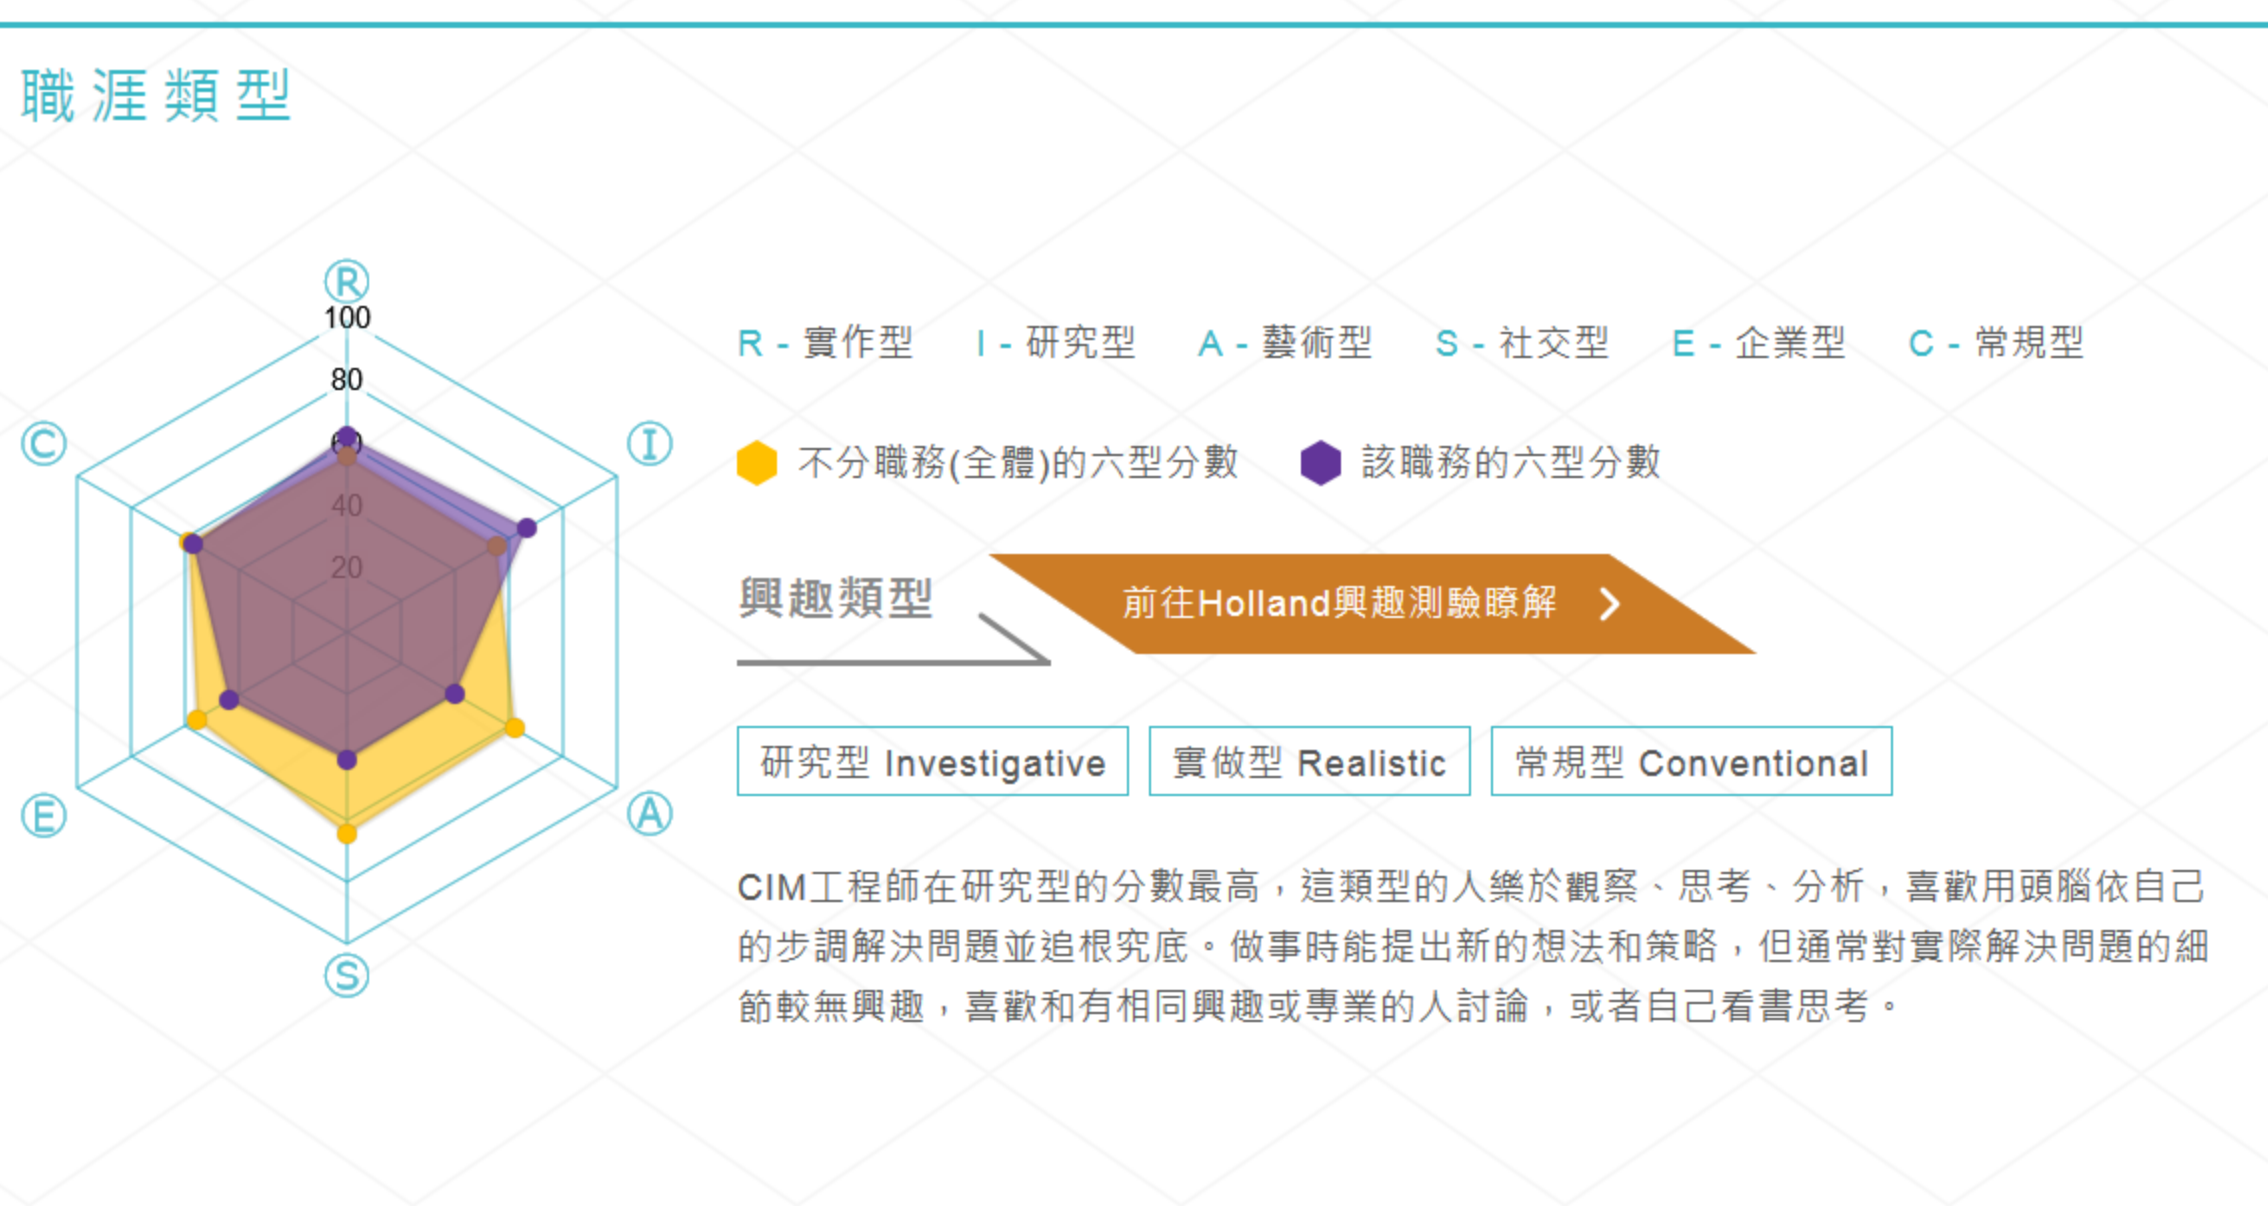 職涯類型
R
100
80
60
40
20
C
I
E
A
S
R - 實作型 I - 研究型 A - 藝術型 S - 社交型 E - 企業型 C - 常規型
不分職務(全體)的六型分數 該職務的六型分數
興趣類型 前往Holland興趣測驗瞭解
研究型 Investigative 實做型 Realistic 常規型 Conventional
CIM工程師在研究型的分數最高，這類型的人樂於觀察、思考、分析，喜歡用頭腦依自己
的步調解決問題並追根究底。做事時能提出新的想法和策略，但通常對實際解決問題的細
節較無興趣，喜歡和有相同興趣或專業的人討論，或者自己看書思考。